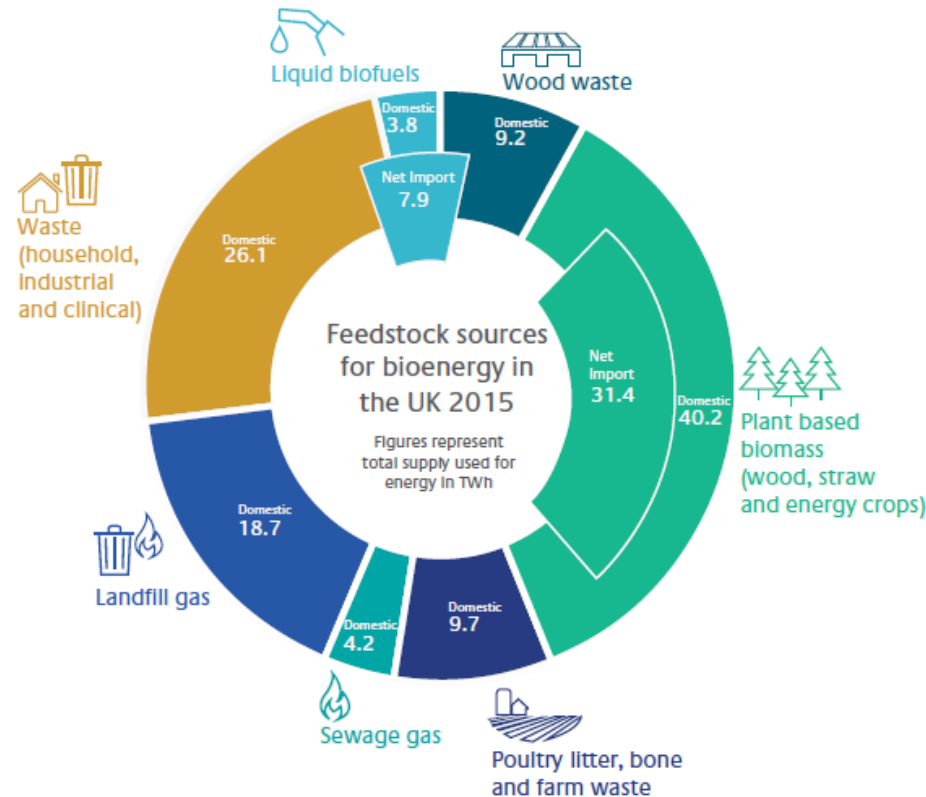 Liquid biofuels
Wood waste
Domestic
3.8
Net Import
7.9
Domestic
9.2
Waste
(household,
industrial
and clinical)
Domestic
26.1
Feedstock sources
for bioenergy in
the UK 2015
Figures represent
total supply used for
energy in TWh
Net
Import
31.4
Domestic
40.2
Plant based
biomass
(wood, straw
and energy crops)
Domestic
18.7
Landfill gas
Domestic
4.2
Sewage gas
Domestic
9.7
Poultry litter, bone
and farm waste